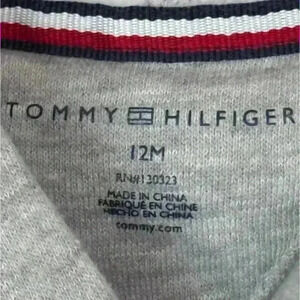 TOMMY HILFIGER
12M
RN#130323
MADE IN CHINA
FABRIQUÉ EN CHINE
HECHO EN CHINA
tommy.com